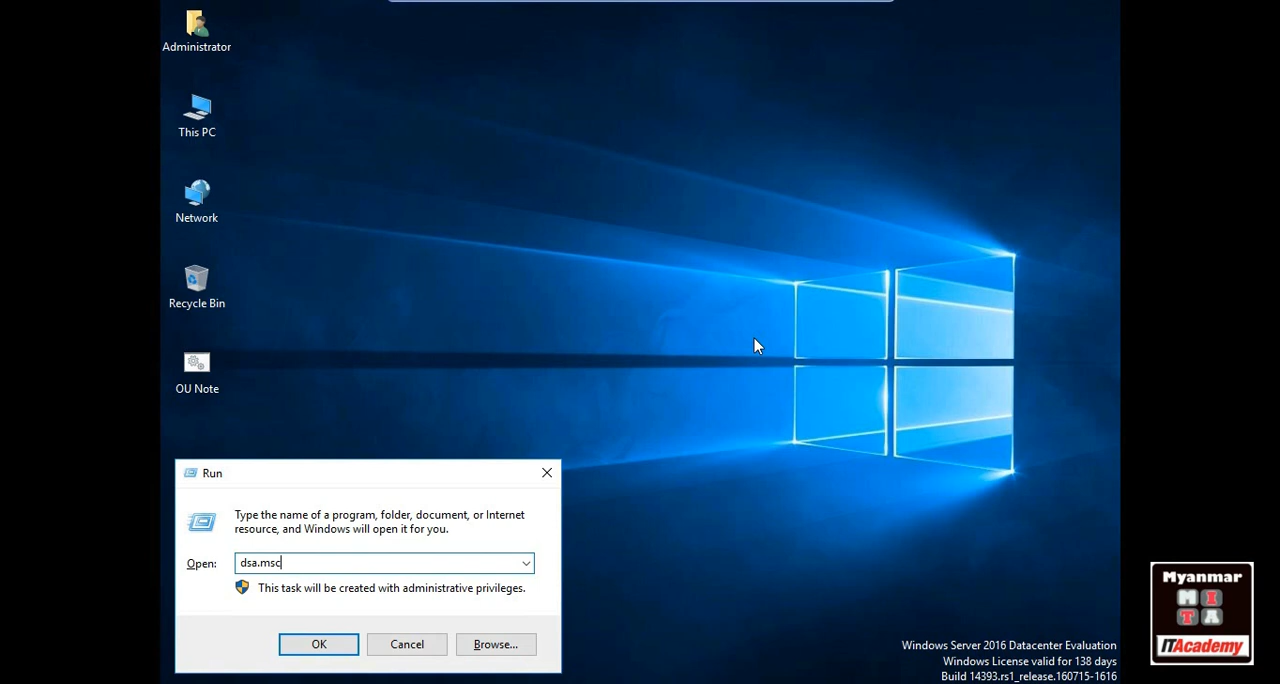 Administrator
This PC
Network
Recycle Bin
OU Note
Run
Type the name of a program, folder, document, or Internet
resource, and Windows will open it for you.
Open: dsa.msc
This task will be created with administrative privileges.
OK Cancel Browse...
Windows Server 2016 Datacenter Evaluation
Windows License valid for 138 days
Build 14393.rs1_release.160715-1616
Myanmar
M I
T A
ITAcademy